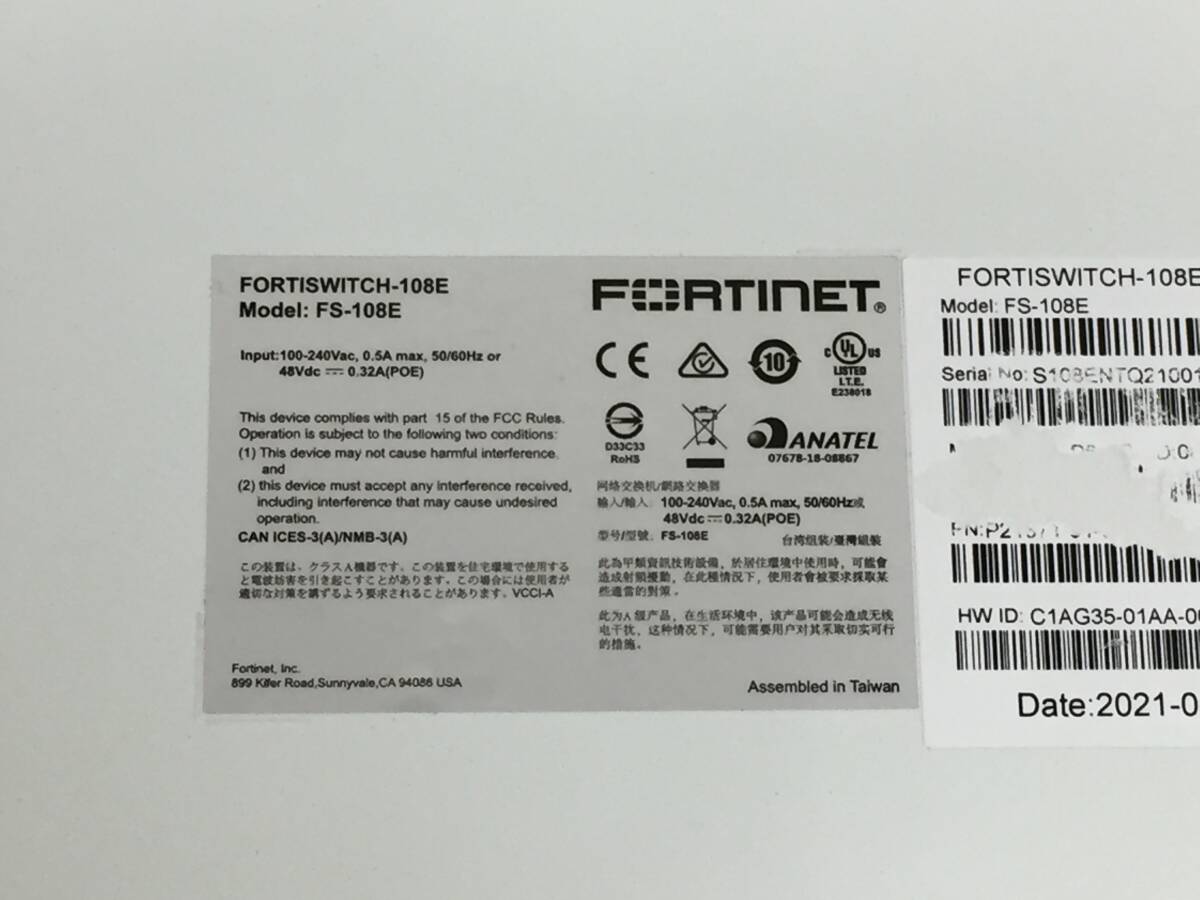 FORTISWITCH-108E
Model: FS-108E
Input:100-240Vac, 0.5A max, 50/60Hz or
48Vdc ⎓ 0.32A(POE)
This device complies with part 15 of the FCC Rules.
Operation is subject to the following two conditions:
(1) This device may not cause harmful interference,
and
(2) this device must accept any interference received,
including interference that may cause undesired
operation.
CAN ICES-3(A)/NMB-3(A)
この装置は、クラスA機器です。この装置を住宅環境で使用する
と電波妨害を引き起こすことがあります。この場合には使用者が
適切な対策を講ずるよう要求されることがあります。VCCI-A
Fortinet, Inc.
899 Kifer Road,Sunnyvale,CA 94086 USA
FORTINET®
CE
10
C UL US
LISTED
I.T.E.
E238018
D33C33
RoHS
ANATEL
07678-18-08867
网络交换机/網路交換器
输入/輸入: 100-240Vac, 0.5A max, 50/60Hz或
48Vdc ⎓ 0.32A(POE)
型号/型號: FS-108E
台湾组装/臺灣組裝
此為甲類資訊技術設備，於居住環境中使用時，可能會
造成射頻擾動，在此種情況下，使用者會被要求採取某
些適當的對策。
此为A级产品，在生活环境中，该产品可能会造成无线
电干扰，这种情况下，可能需要用户对其采取切实可行
的措施。
Assembled in Taiwan
FORTISWITCH-108E
Model: FS-108E
Serial No: S108ENTQ21001
HW ID: C1AG35-01AA-00
Date:2021-0